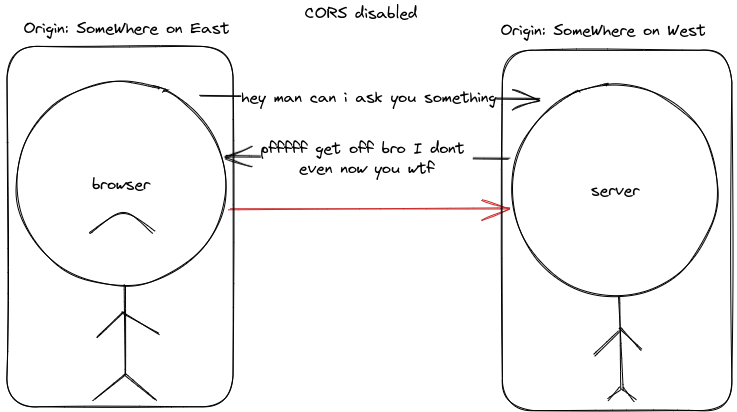 CORS disabled
Origin: SomeWhere on East
Origin: SomeWhere on West
hey man can i ask you something
pfffff get off bro I dont
even now you wtf
browser
server